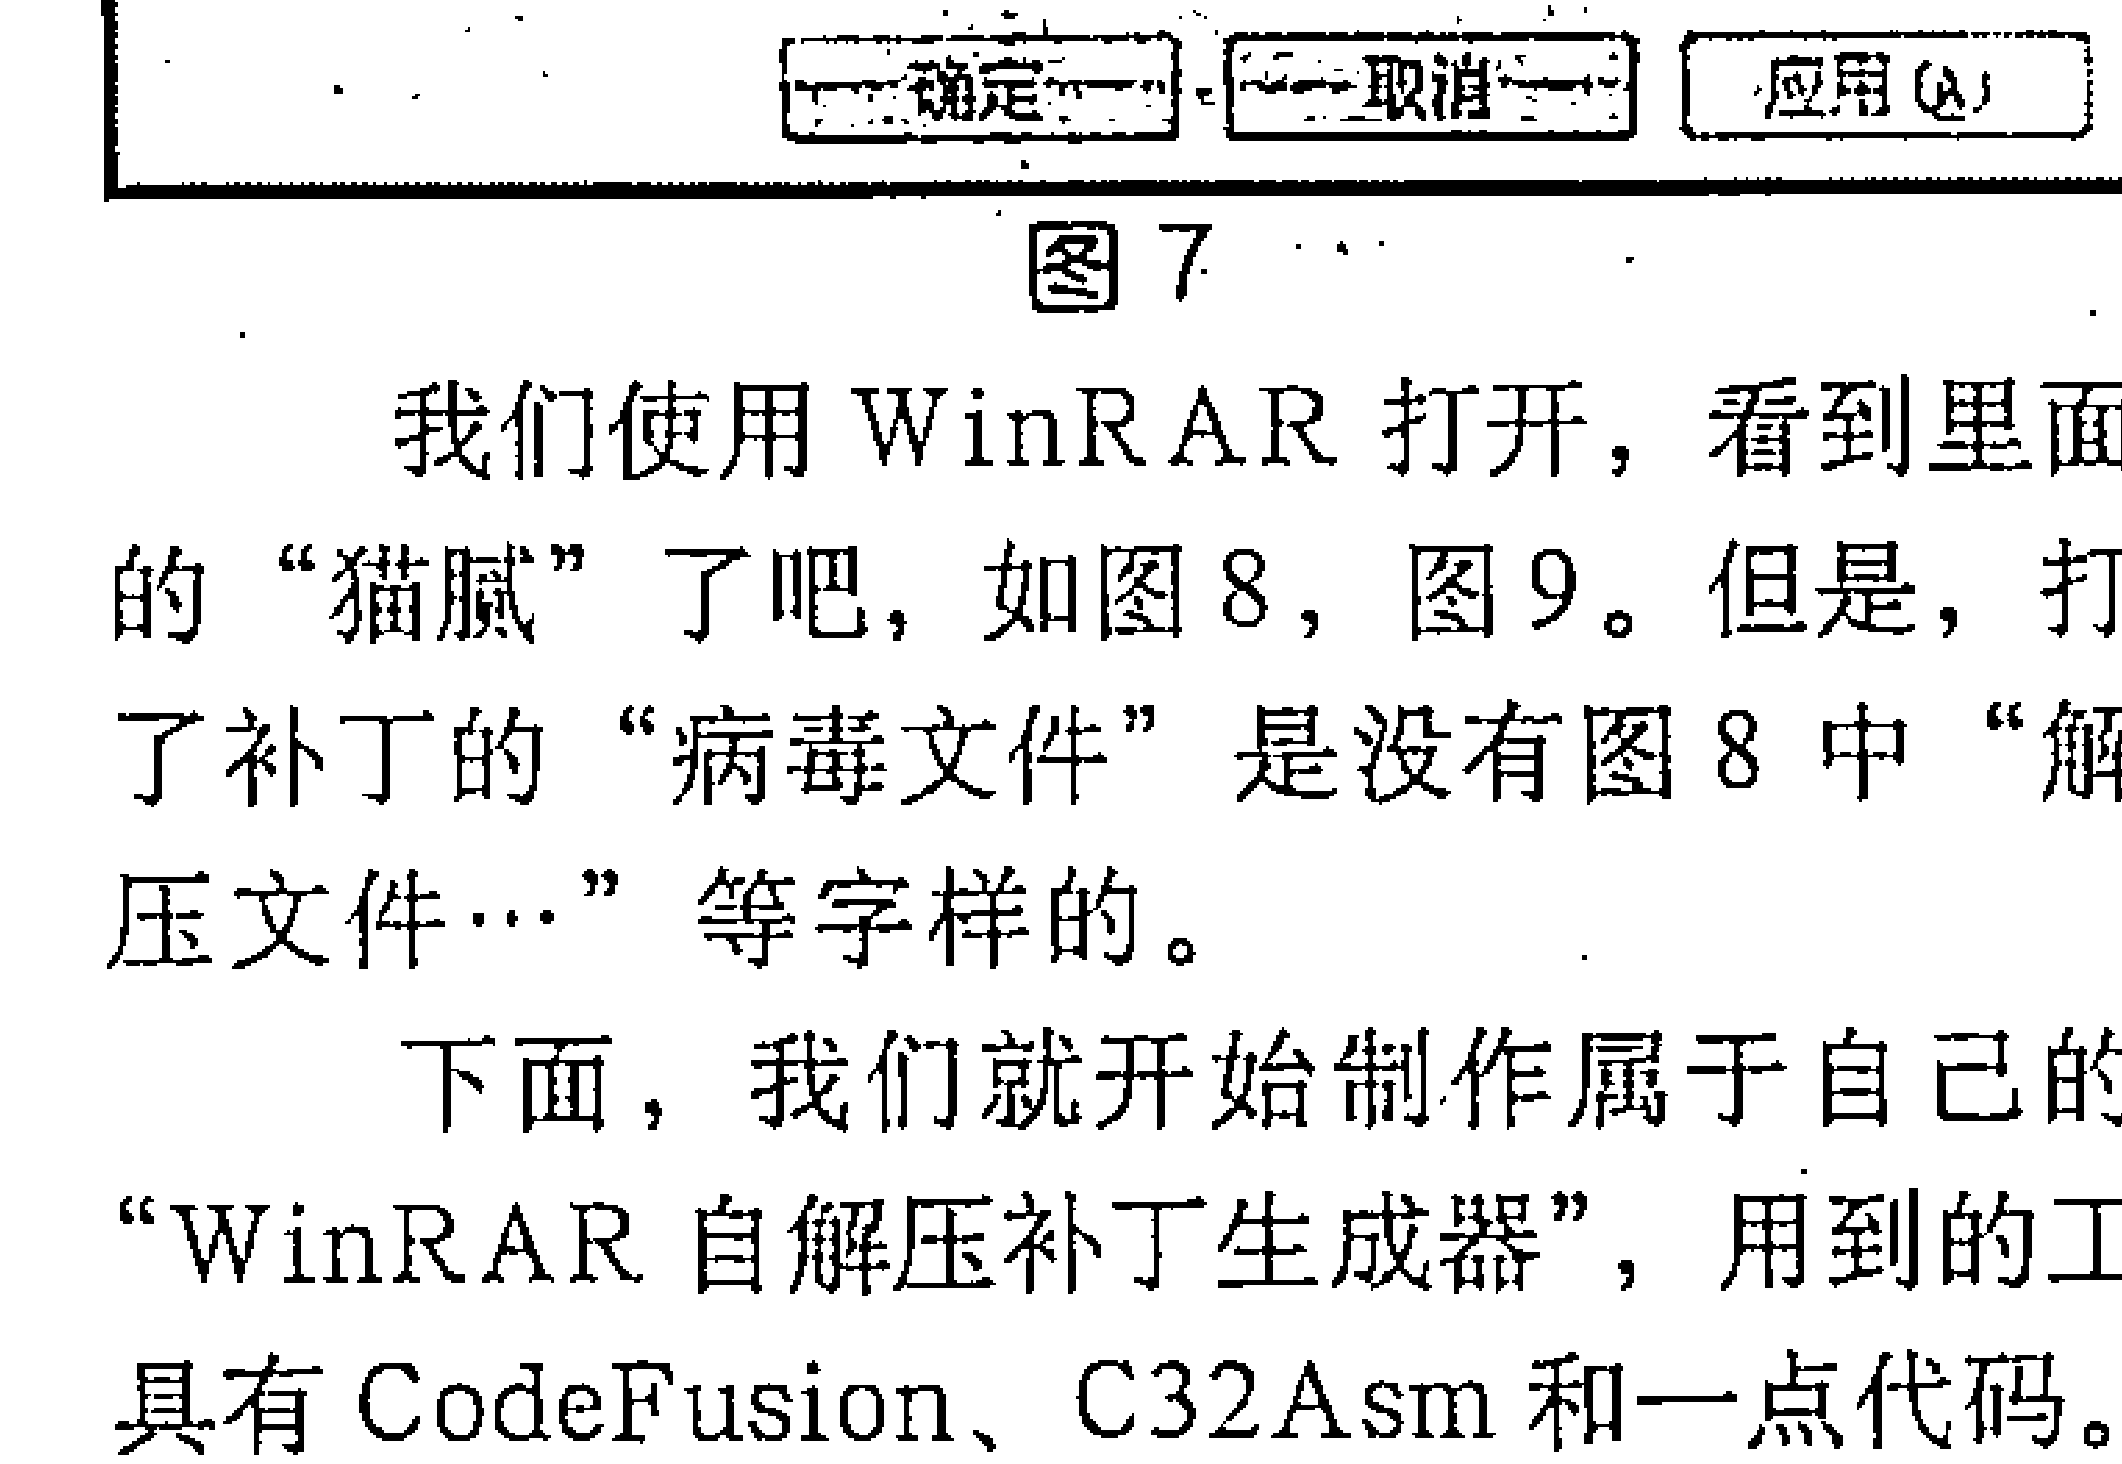 确定 取消 应用(A)
图 7
我们使用 WinRAR 打开，看到里面
的“猫腻”了吧，如图 8，图 9。但是，打
了补丁的“病毒文件”是没有图 8 中“解
压文件…”等字样的。
下面，我们就开始制作属于自己的
“WinRAR 自解压补丁生成器”，用到的工
具有 CodeFusion、C32Asm 和一点代码。